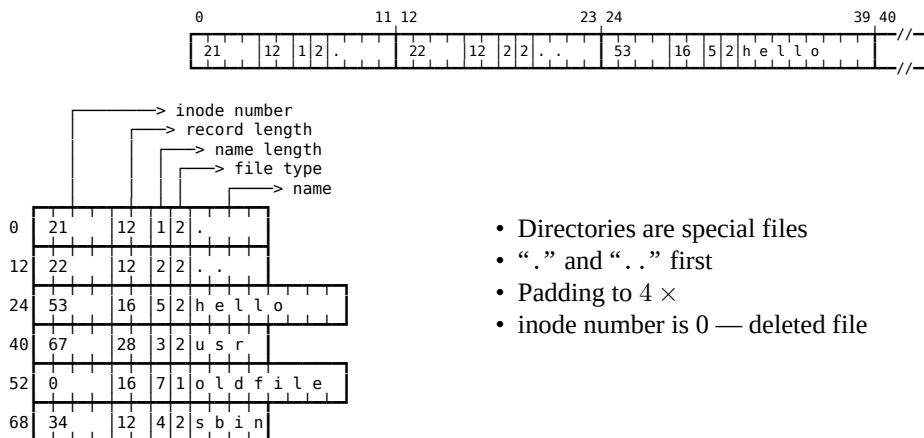 0 11 12 23 24 39 40
21 12 1 2 . 22 12 2 2 . . 53 16 5 2 h e l l o
inode number
record length
name length
file type
name
0 21 12 1 2 .
12 22 12 2 2 . .
24 53 16 5 2 h e l l o
40 67 28 3 2 u s r
52 0 16 7 1 o l d f i l e
68 34 12 4 2 s b i n
• Directories are special files
• “.” and “..” first
• Padding to 4 ×
• inode number is 0 — deleted file